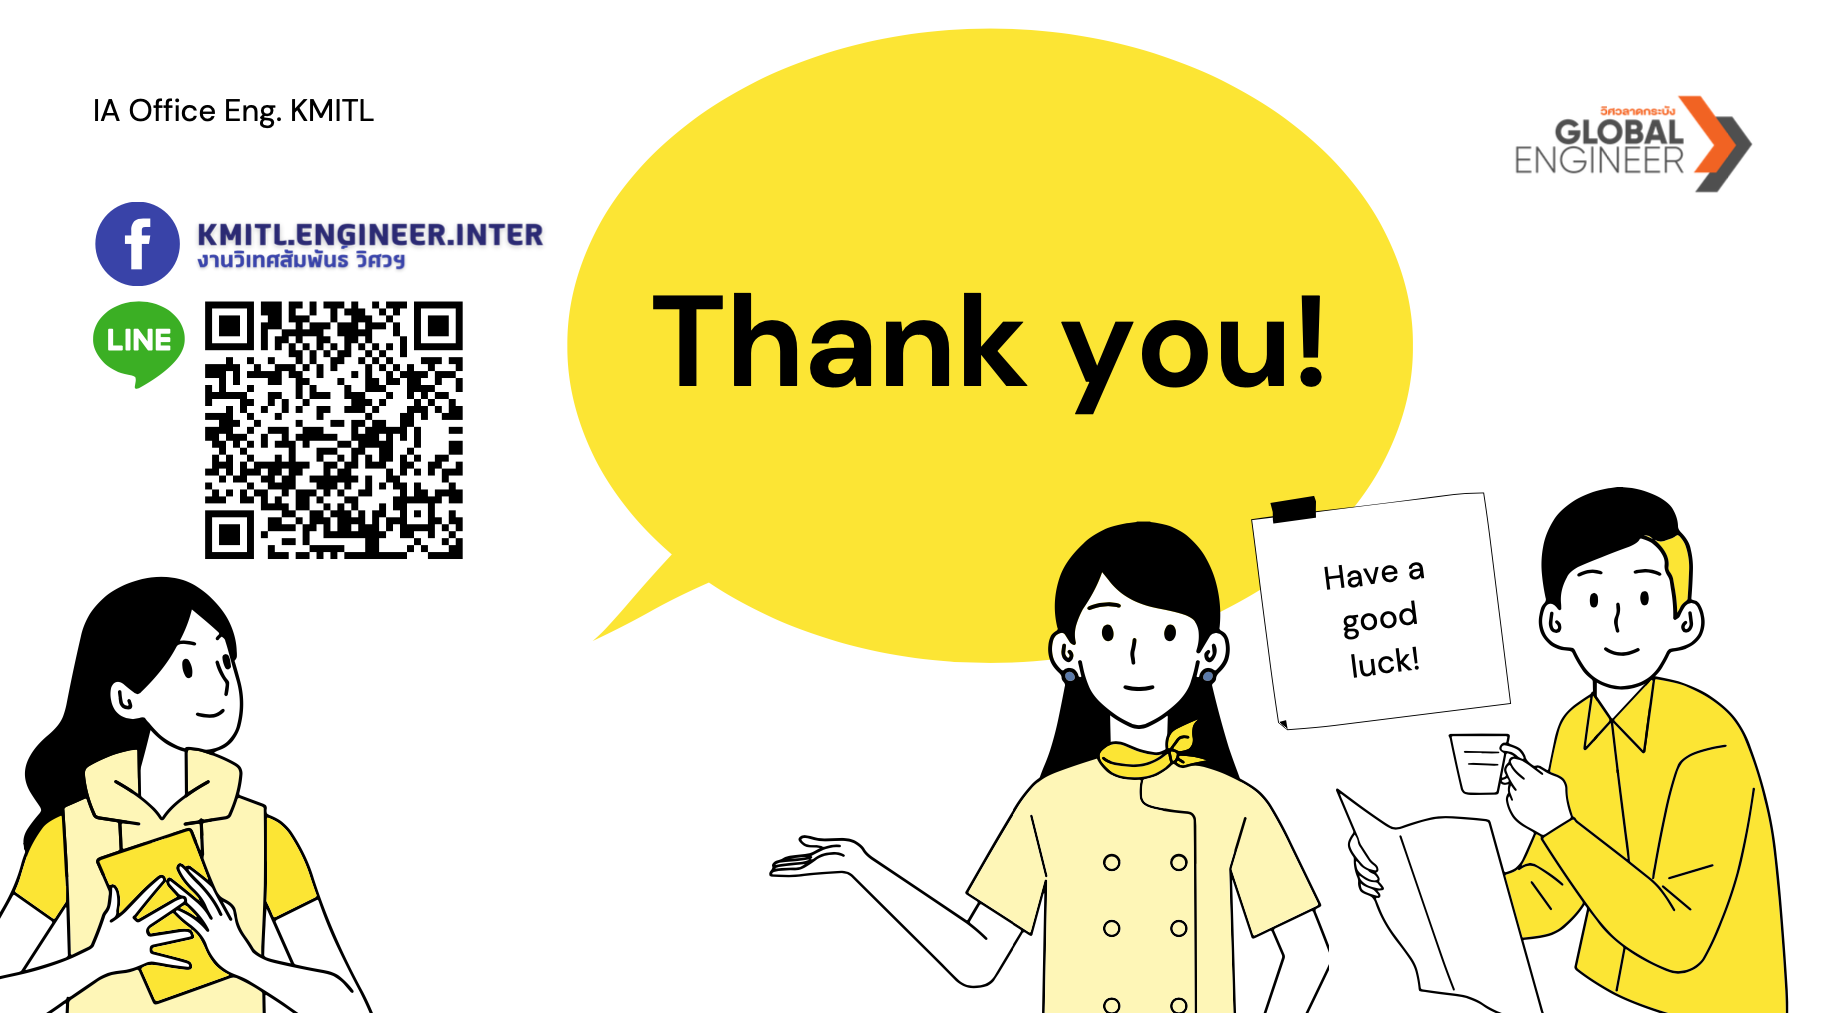 IA Office Eng. KMITL
วิศวลาดกระบัง
GLOBAL
ENGINEER
f
KMITL.ENGINEER.INTER
งานวิเทศสัมพันธ์ วิศวฯ
LINE
Thank you!
Have a
good
luck!